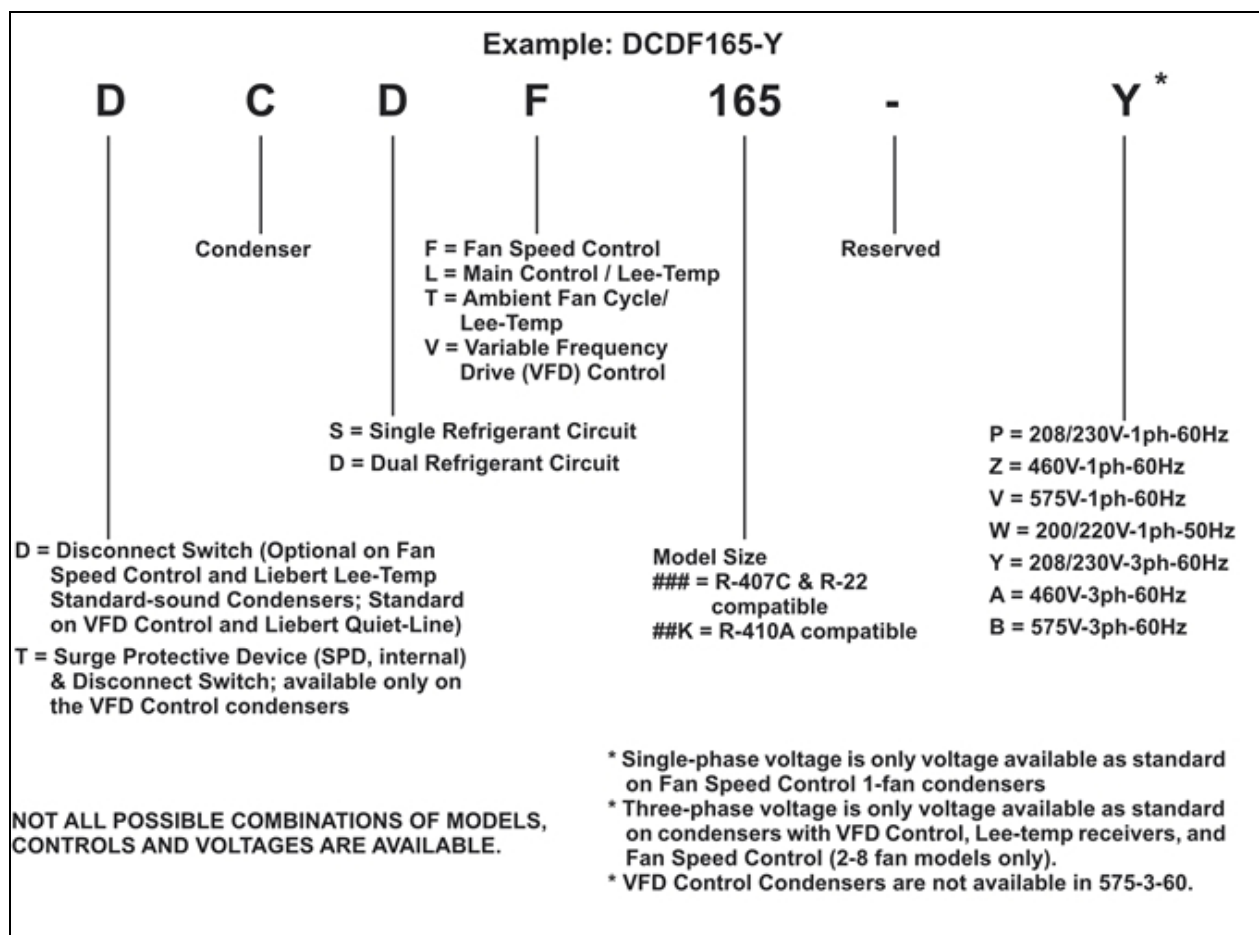 Example: DCDF165-Y
D C D F 165 - Y *
Condenser
F = Fan Speed Control
L = Main Control / Lee-Temp
T = Ambient Fan Cycle/
Lee-Temp
V = Variable Frequency
Drive (VFD) Control
Reserved
S = Single Refrigerant Circuit
D = Dual Refrigerant Circuit
P = 208/230V-1ph-60Hz
Z = 460V-1ph-60Hz
V = 575V-1ph-60Hz
W = 200/220V-1ph-50Hz
Y = 208/230V-3ph-60Hz
A = 460V-3ph-60Hz
B = 575V-3ph-60Hz
D = Disconnect Switch (Optional on Fan
Speed Control and Liebert Lee-Temp
Standard-sound Condensers; Standard
on VFD Control and Liebert Quiet-Line)
T = Surge Protective Device (SPD, internal)
& Disconnect Switch; available only on
the VFD Control condensers
Model Size
### = R-407C & R-22
compatible
##K = R-410A compatible
NOT ALL POSSIBLE COMBINATIONS OF MODELS,
CONTROLS AND VOLTAGES ARE AVAILABLE.
* Single-phase voltage is only voltage available as standard
on Fan Speed Control 1-fan condensers
* Three-phase voltage is only voltage available as standard
on condensers with VFD Control, Lee-temp receivers, and
Fan Speed Control (2-8 fan models only).
* VFD Control Condensers are not available in 575-3-60.